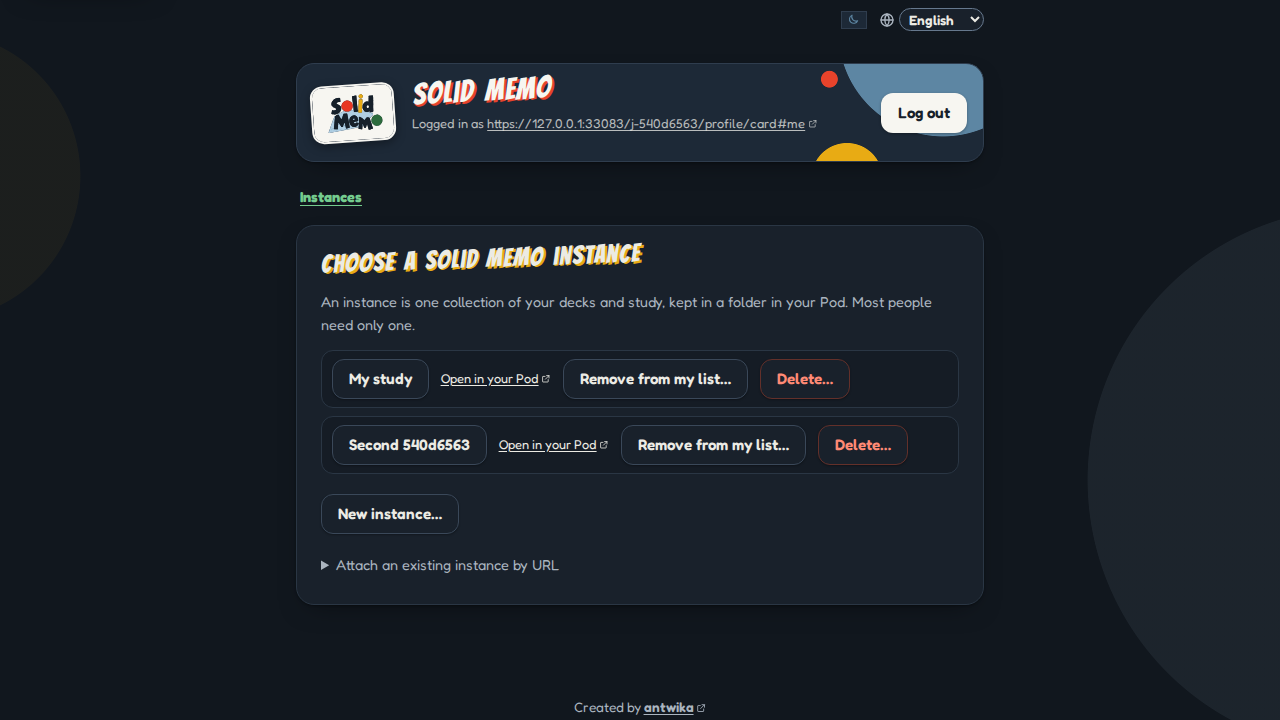 English
Solid Memo
SOLID MEMO
Logged in as https://127.0.0.1:33083/j-540d6563/profile/card#me
Log out
Instances
CHOOSE A SOLID MEMO INSTANCE
An instance is one collection of your decks and study, kept in a folder in your Pod. Most people
need only one.
My study Open in your Pod Remove from my list... Delete...
Second 540d6563 Open in your Pod Remove from my list... Delete...
New instance...
Attach an existing instance by URL
Created by antwika